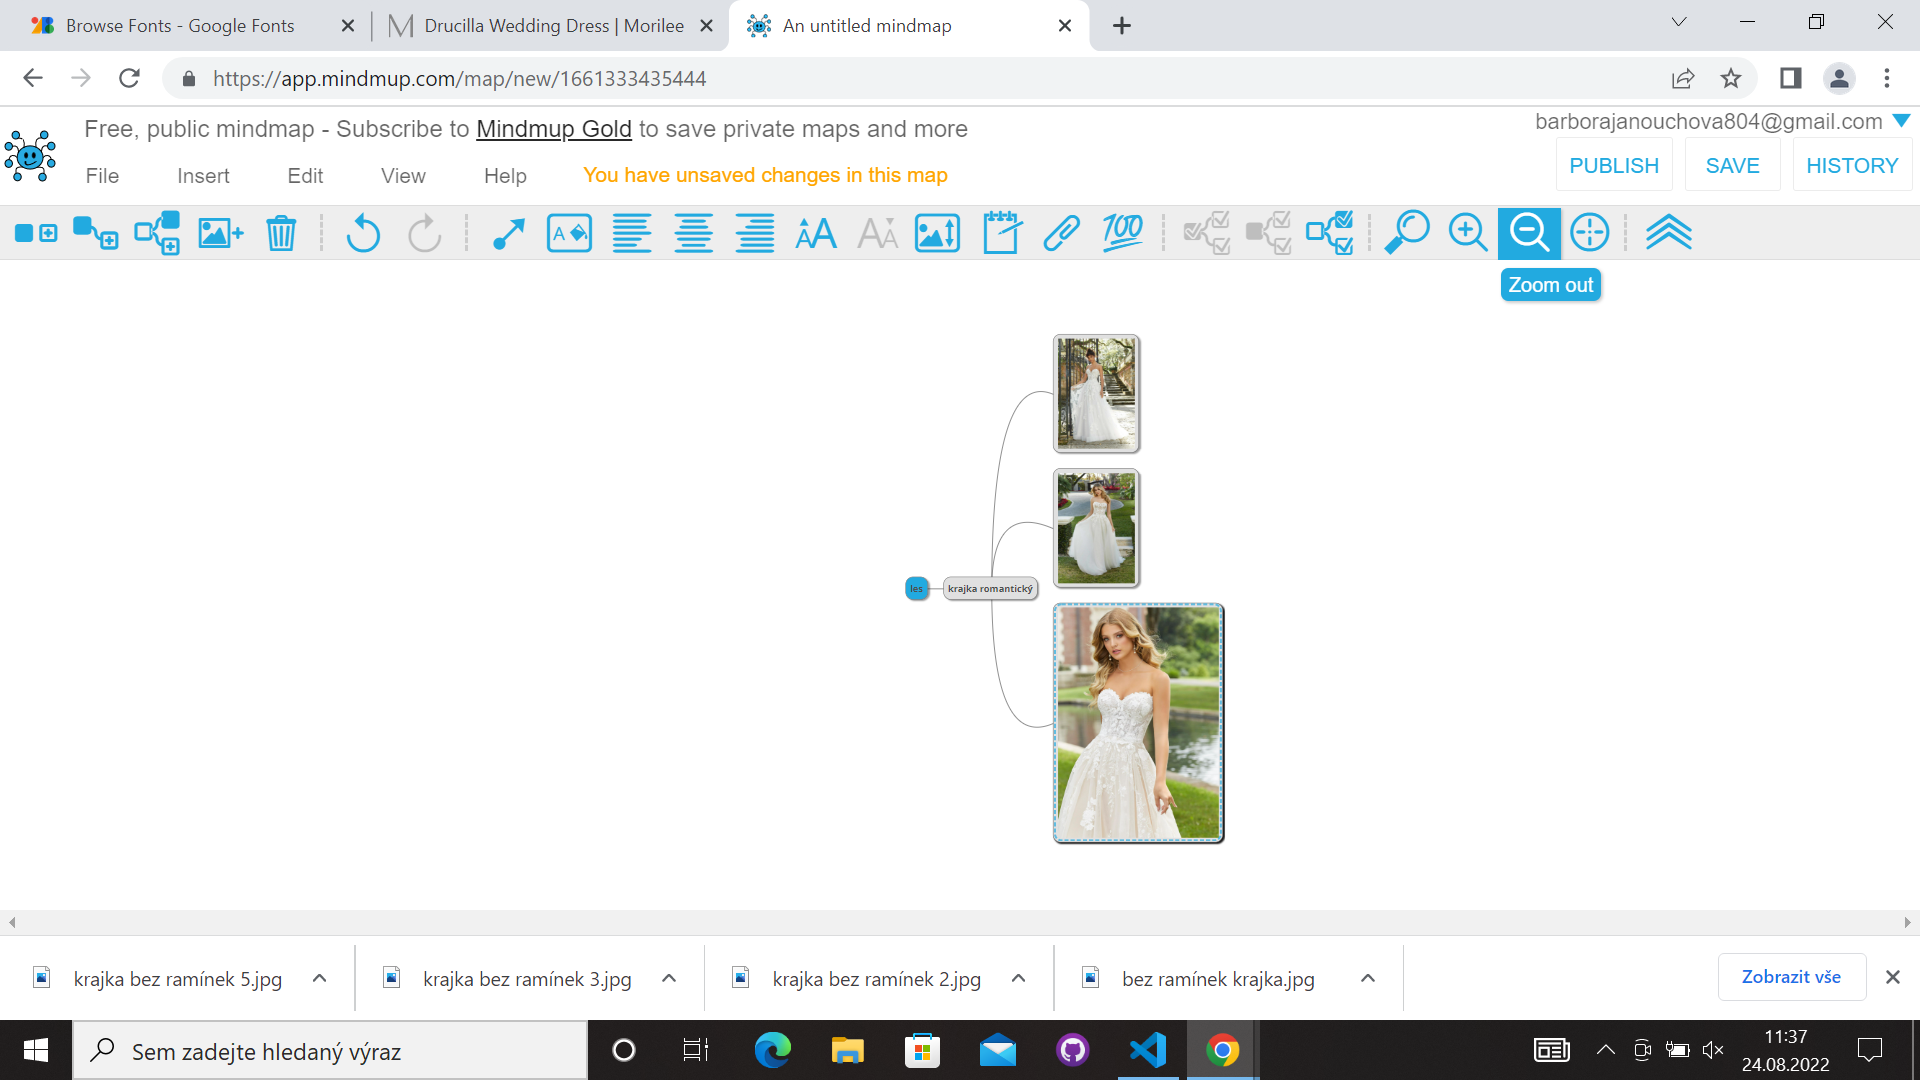 Browse Fonts - Google Fonts
Drucilla Wedding Dress | Morilee
An untitled mindmap
https://app.mindmup.com/map/new/1661333435444
Free, public mindmap - Subscribe to Mindmup Gold to save private maps and more
barborajanouchova804@gmail.com
File
Insert
Edit
View
Help
You have unsaved changes in this map
PUBLISH
SAVE
HISTORY
Zoom out
les
krajka romantický
krajka bez ramínek 5.jpg
krajka bez ramínek 3.jpg
krajka bez ramínek 2.jpg
bez ramínek krajka.jpg
Zobrazit vše
Sem zadejte hledaný výraz
11:37
24.08.2022